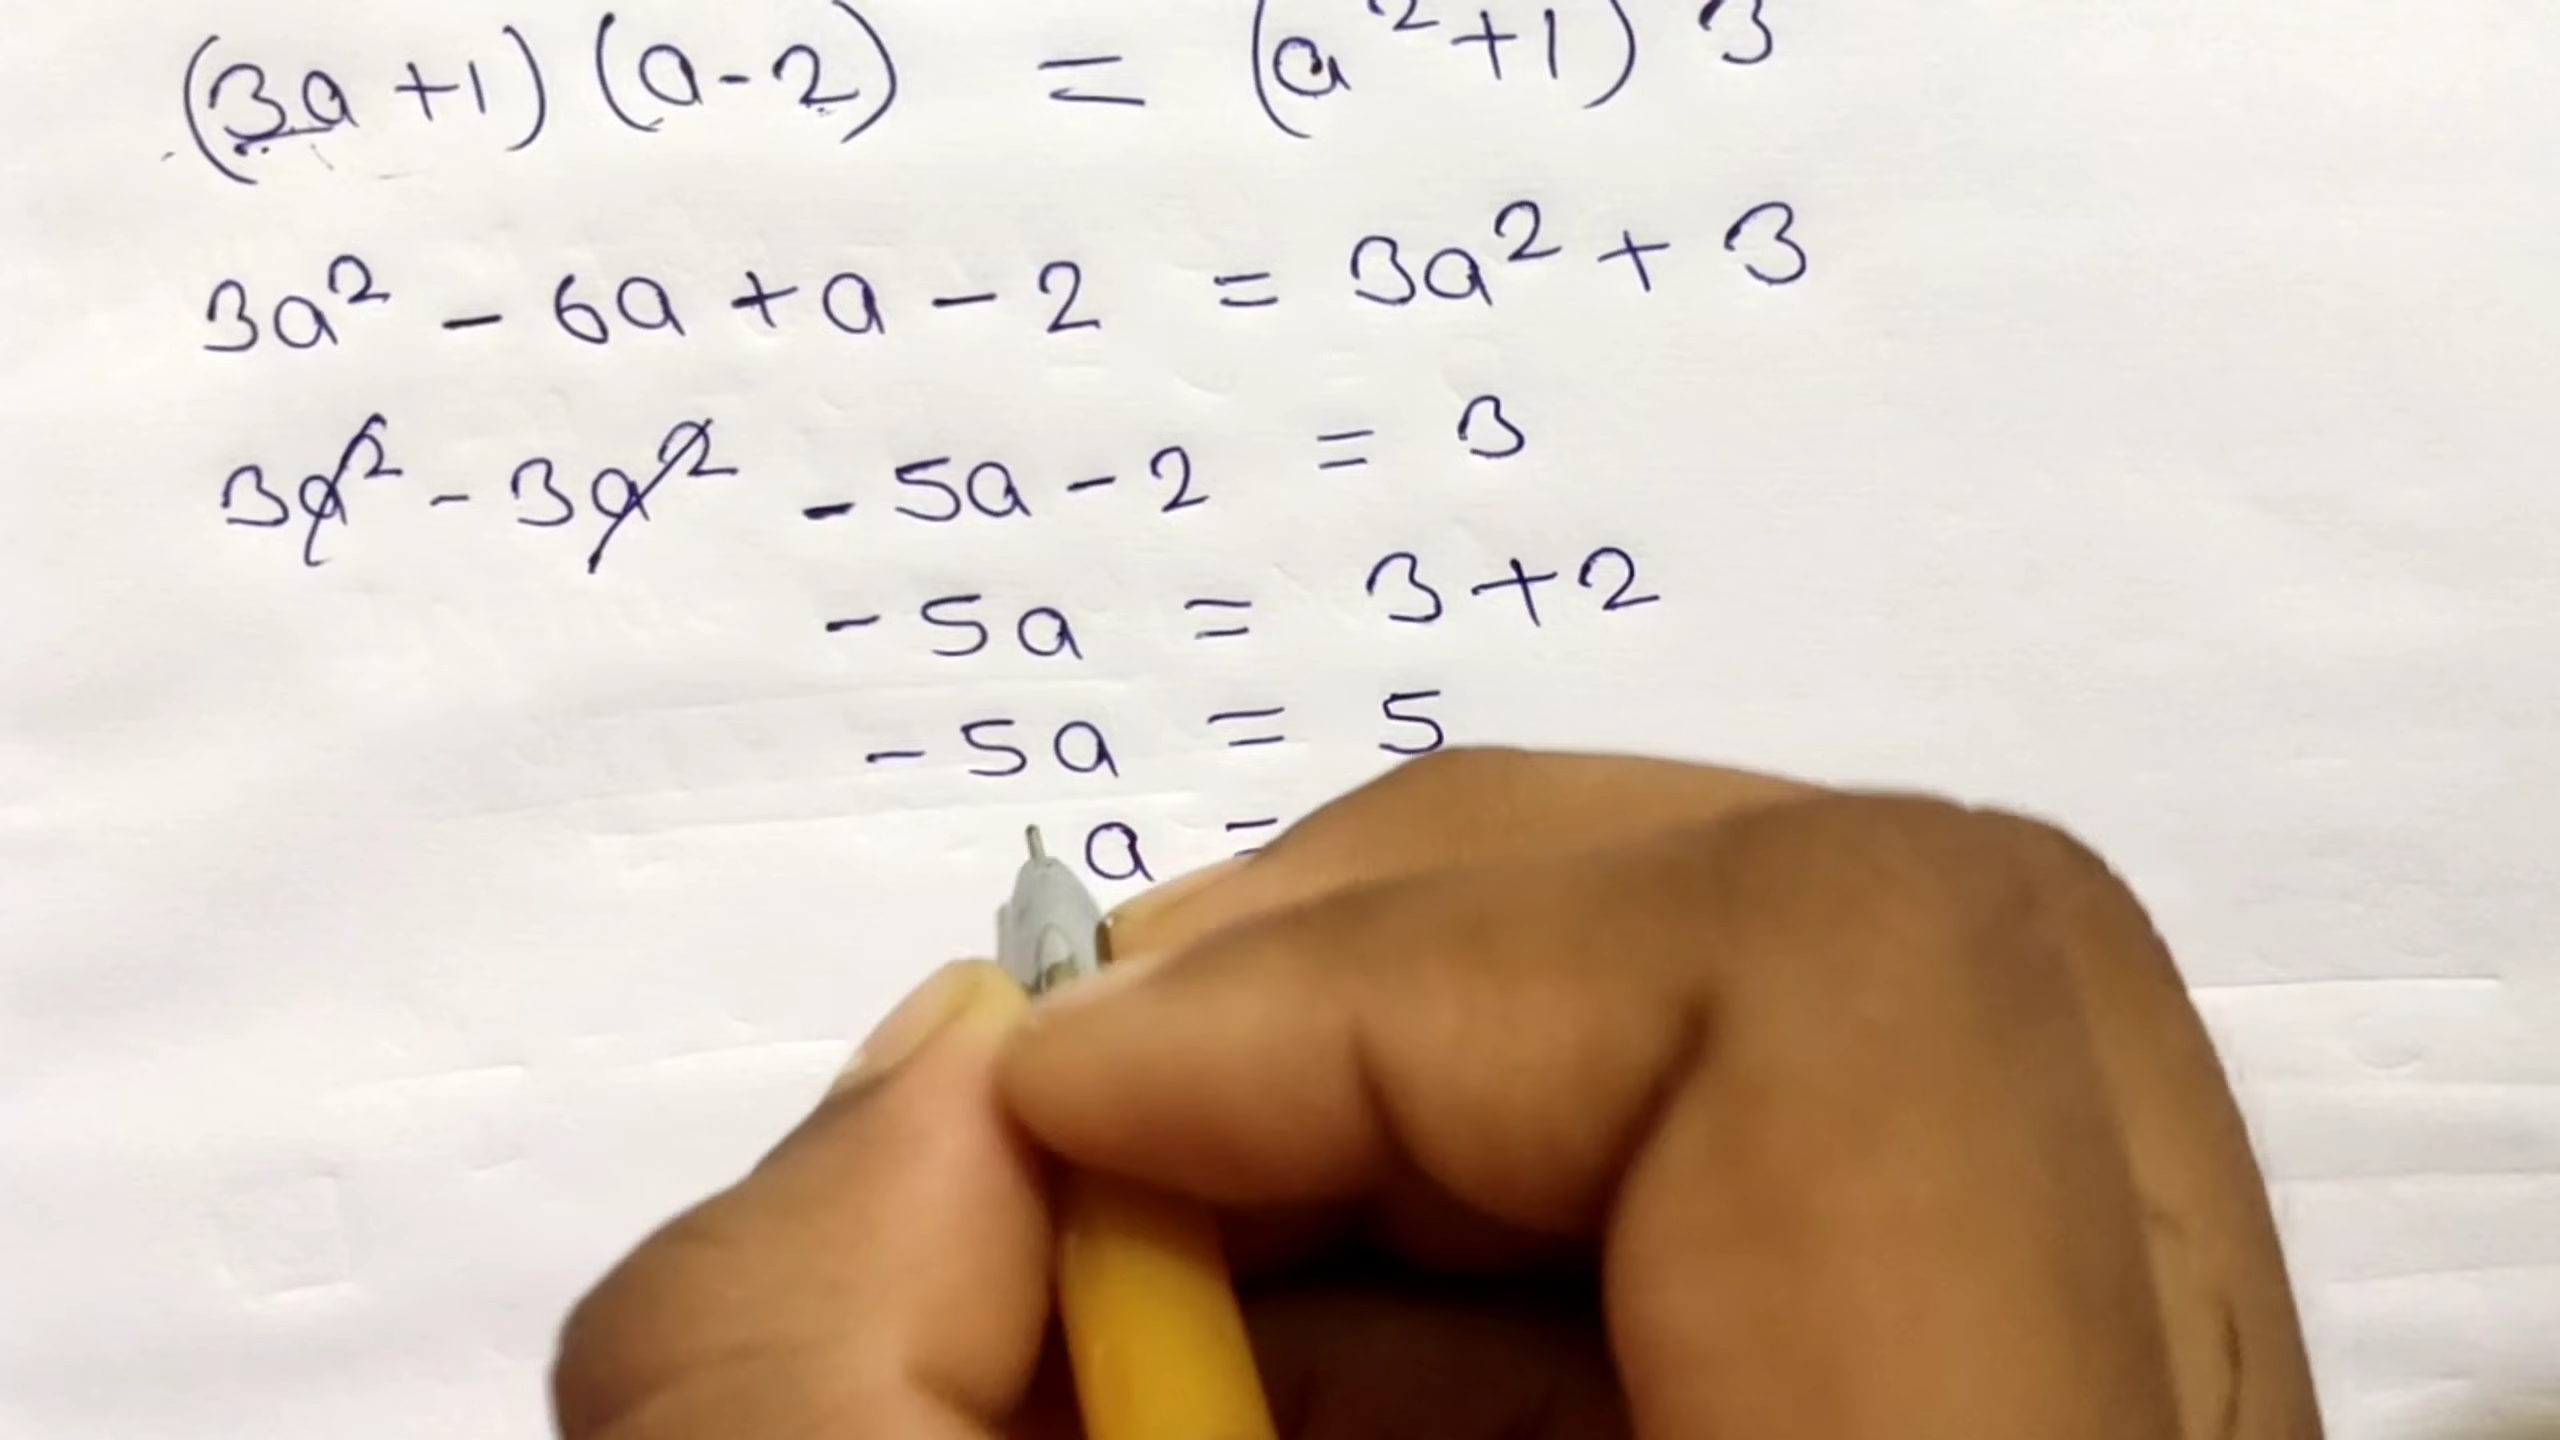 (3a+1) (a-2) = (a²+1) 3
3a² - 6a + a - 2 = 3a² + 3
3a² - 3a² - 5a - 2 = 3
- 5a = 3+2
- 5a = 5
a =